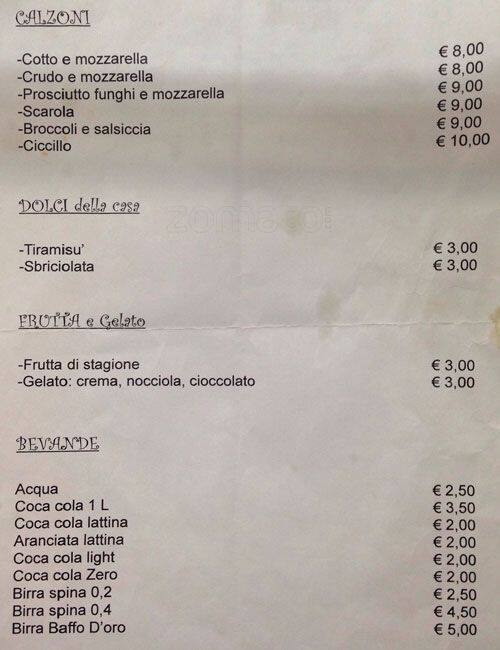 CALZONI
-Cotto e mozzarella € 8,00
-Crudo e mozzarella € 8,00
-Prosciutto funghi e mozzarella € 9,00
-Scarola € 9,00
-Broccoli e salsiccia € 9,00
-Ciccillo € 10,00
DOLCI della casa
zomato
-Tiramisu' € 3,00
-Sbriciolata € 3,00
FRUTTA e Gelato
-Frutta di stagione € 3,00
-Gelato: crema, nocciola, cioccolato € 3,00
BEVANDE
Acqua € 2,50
Coca cola 1 L € 3,50
Coca cola lattina € 2,00
Aranciata lattina € 2,00
Coca cola light € 2,00
Coca cola Zero € 2,00
Birra spina 0,2 € 2,50
Birra spina 0,4 € 4,50
Birra Baffo D'oro € 5,00